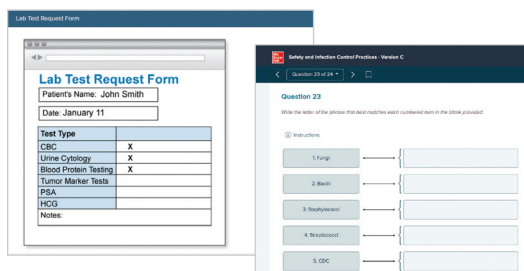 Lab Test Request Form
Lab Test Request Form
Patient's Name: John Smith
Date: January 11
Test Type
CBC X
Urine Cytology X
Blood Protein Testing X
Tumor Marker Tests
PSA
HCG
Notes:
Safety and Infection Control Practices - Version C
Question 23 of 24
Question 23
Write the letter of the phrase that best matches each numbered item in the blank provided.
Instructions
1. Fungi
2. Bacilli
3. Staphylococci
4. Streptococci
5. CDC